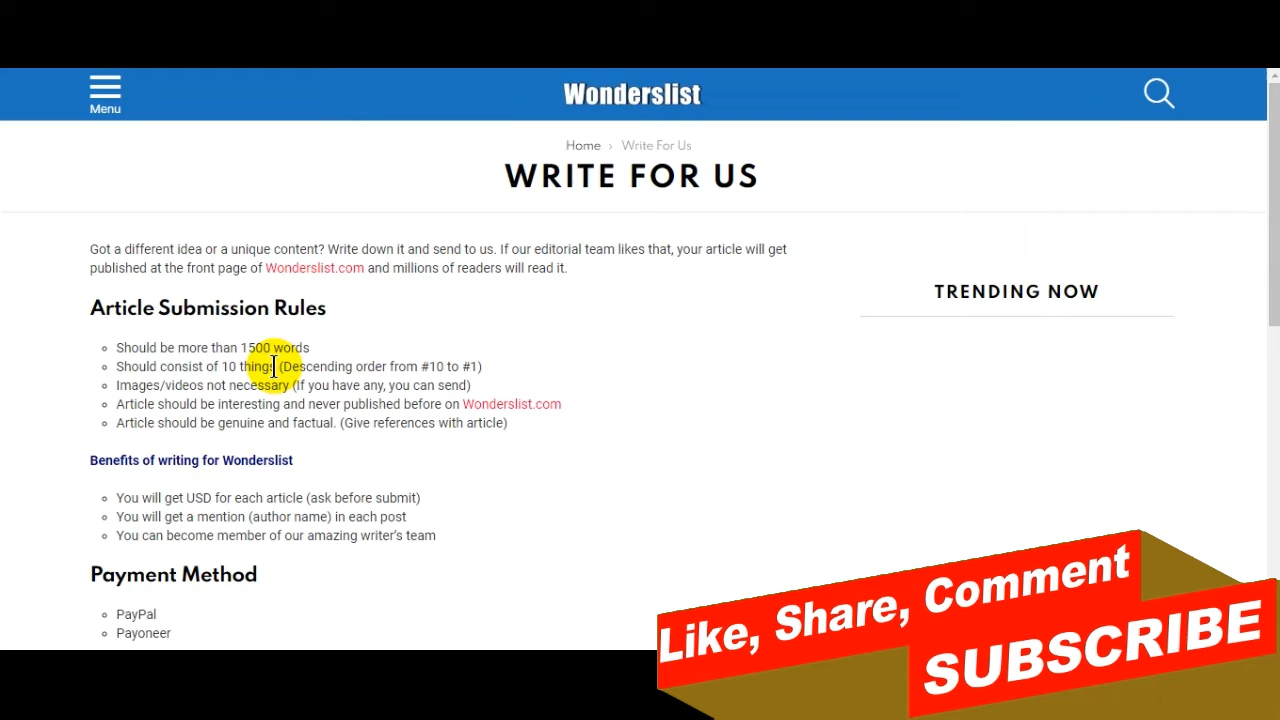 Menu
Wonderslist
Home › Write For Us
WRITE FOR US
Got a different idea or a unique content? Write down it and send to us. If our editorial team likes that, your article will get
published at the front page of Wonderslist.com and millions of readers will read it.
TRENDING NOW
Article Submission Rules
Should be more than 1500 words
Should consist of 10 things (Descending order from #10 to #1)
Images/videos not necessary (If you have any, you can send)
Article should be interesting and never published before on Wonderslist.com
Article should be genuine and factual. (Give references with article)
Benefits of writing for Wonderslist
You will get USD for each article (ask before submit)
You will get a mention (author name) in each post
You can become member of our amazing writer's team
Payment Method
PayPal
Payoneer
Like, Share, Comment
SUBSCRIBE